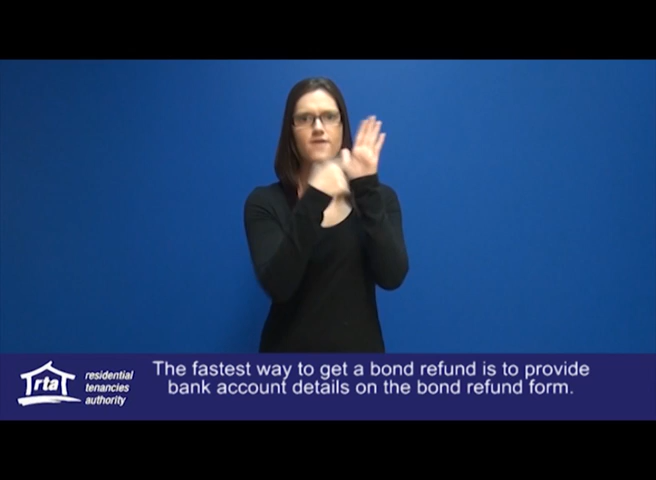 rta
residential
tenancies
authority
The fastest way to get a bond refund is to provide
bank account details on the bond refund form.